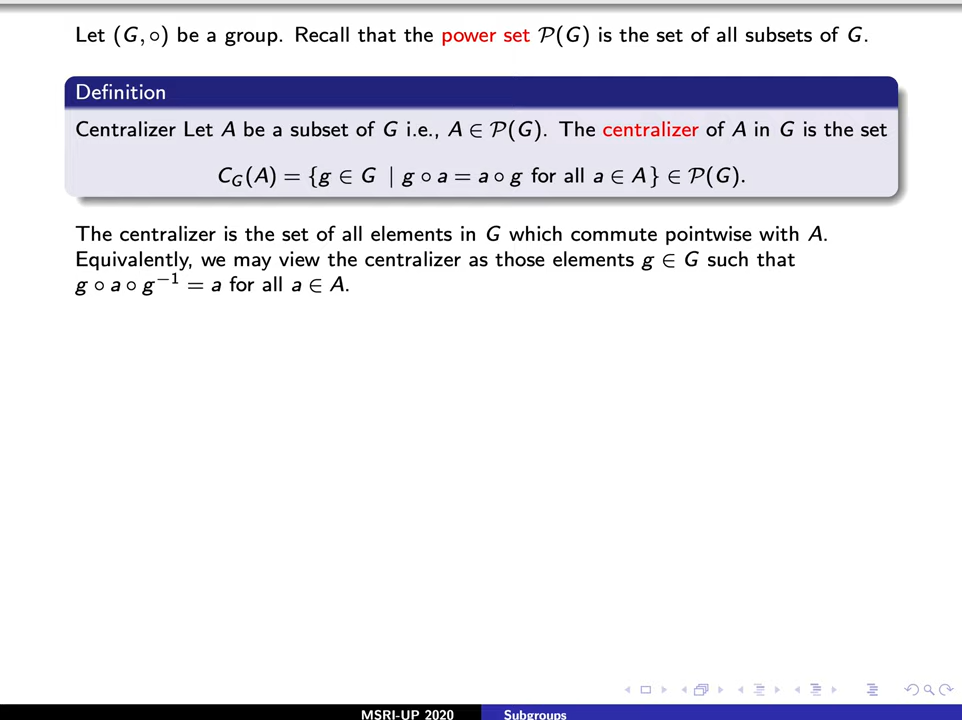 Let (G, ∘) be a group. Recall that the power set 𝒫(G) is the set of all subsets of G.
Definition
Centralizer Let A be a subset of G i.e., A ∈ 𝒫(G). The centralizer of A in G is the set
C_G(A) = {g ∈ G | g ∘ a = a ∘ g for all a ∈ A} ∈ 𝒫(G).
The centralizer is the set of all elements in G which commute pointwise with A.
Equivalently, we may view the centralizer as those elements g ∈ G such that
g ∘ a ∘ g⁻¹ = a for all a ∈ A.
MSRI-UP 2020 Subgroups